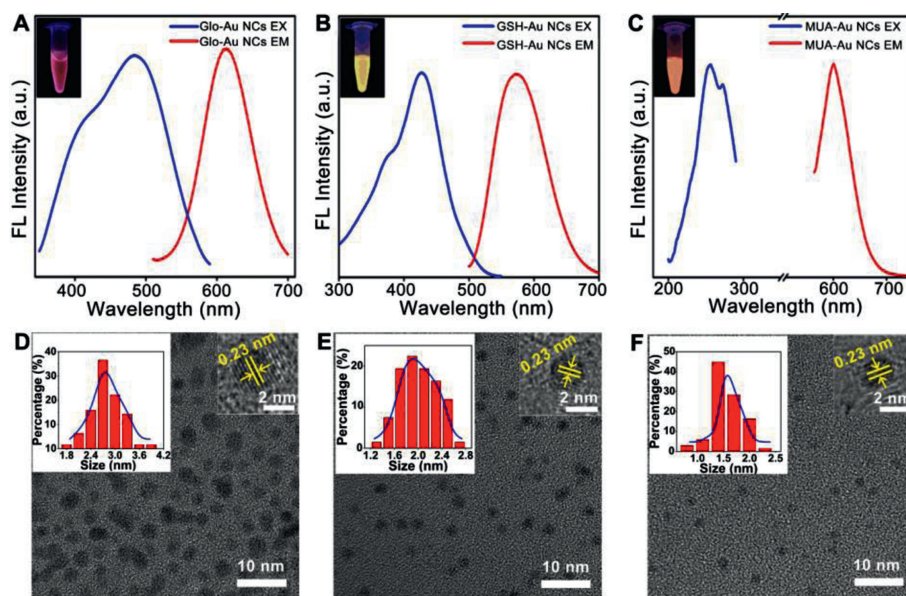 A
Glo-Au NCs EX
Glo-Au NCs EM
FL Intensity (a.u.)
400 500 600 700
Wavelength (nm)
B
GSH-Au NCs EX
GSH-Au NCs EM
FL Intensity (a.u.)
300 400 500 600 700
Wavelength (nm)
C
MUA-Au NCs EX
MUA-Au NCs EM
FL Intensity (a.u.)
200 300 600 700
Wavelength (nm)
D
Percentage (%)
40
30
20
10
10
1.8 2.4 3.0 3.6 4.2
Size (nm)
0.23 nm
2 nm
10 nm
E
Percentage (%)
20
10
0
1.2 1.6 2.0 2.4 2.8
Size (nm)
0.23 nm
2 nm
10 nm
F
Percentage (%)
50
40
30
20
10
0
1.0 1.5 2.0 2.5
Size (nm)
0.23 nm
2 nm
10 nm